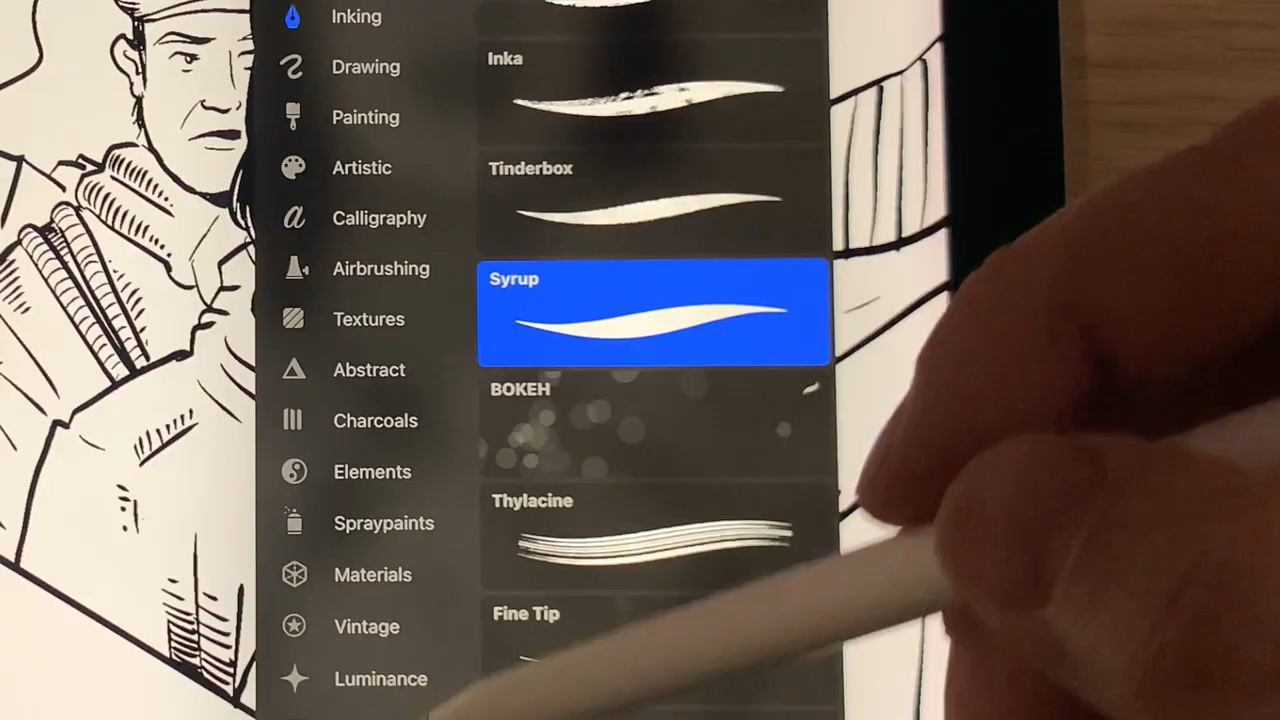 Inking
Drawing
Painting
Artistic
Calligraphy
Airbrushing
Textures
Abstract
Charcoals
Elements
Spraypaints
Materials
Vintage
Luminance
Inka
Tinderbox
Syrup
BOKEH
Thylacine
Fine Tip